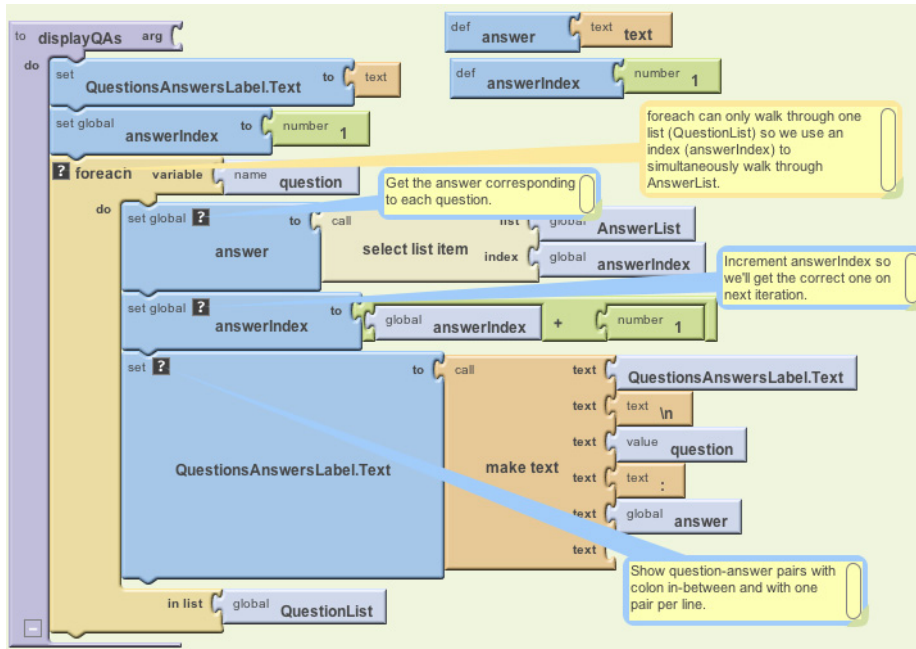 to displayQAs arg
do
set QuestionsAnswersLabel.Text to text
set global answerIndex to number 1
? foreach variable name question
do
set global ? answer to call select list item list global AnswerList
index global answerIndex
set global ? answerIndex to global answerIndex + number 1
set ? QuestionsAnswersLabel.Text to call make text text QuestionsAnswersLabel.Text
text text \n
text value question
text text :
text global answer
text
in list global QuestionList
def answer text text
def answerIndex number 1
foreach can only walk through one
list (QuestionList) so we use an
index (answerIndex) to
simultaneously walk through
AnswerList.
Get the answer corresponding
to each question.
Increment answerIndex so
we'll get the correct one on
next iteration.
Show question-answer pairs with
colon in-between and with one
pair per line.